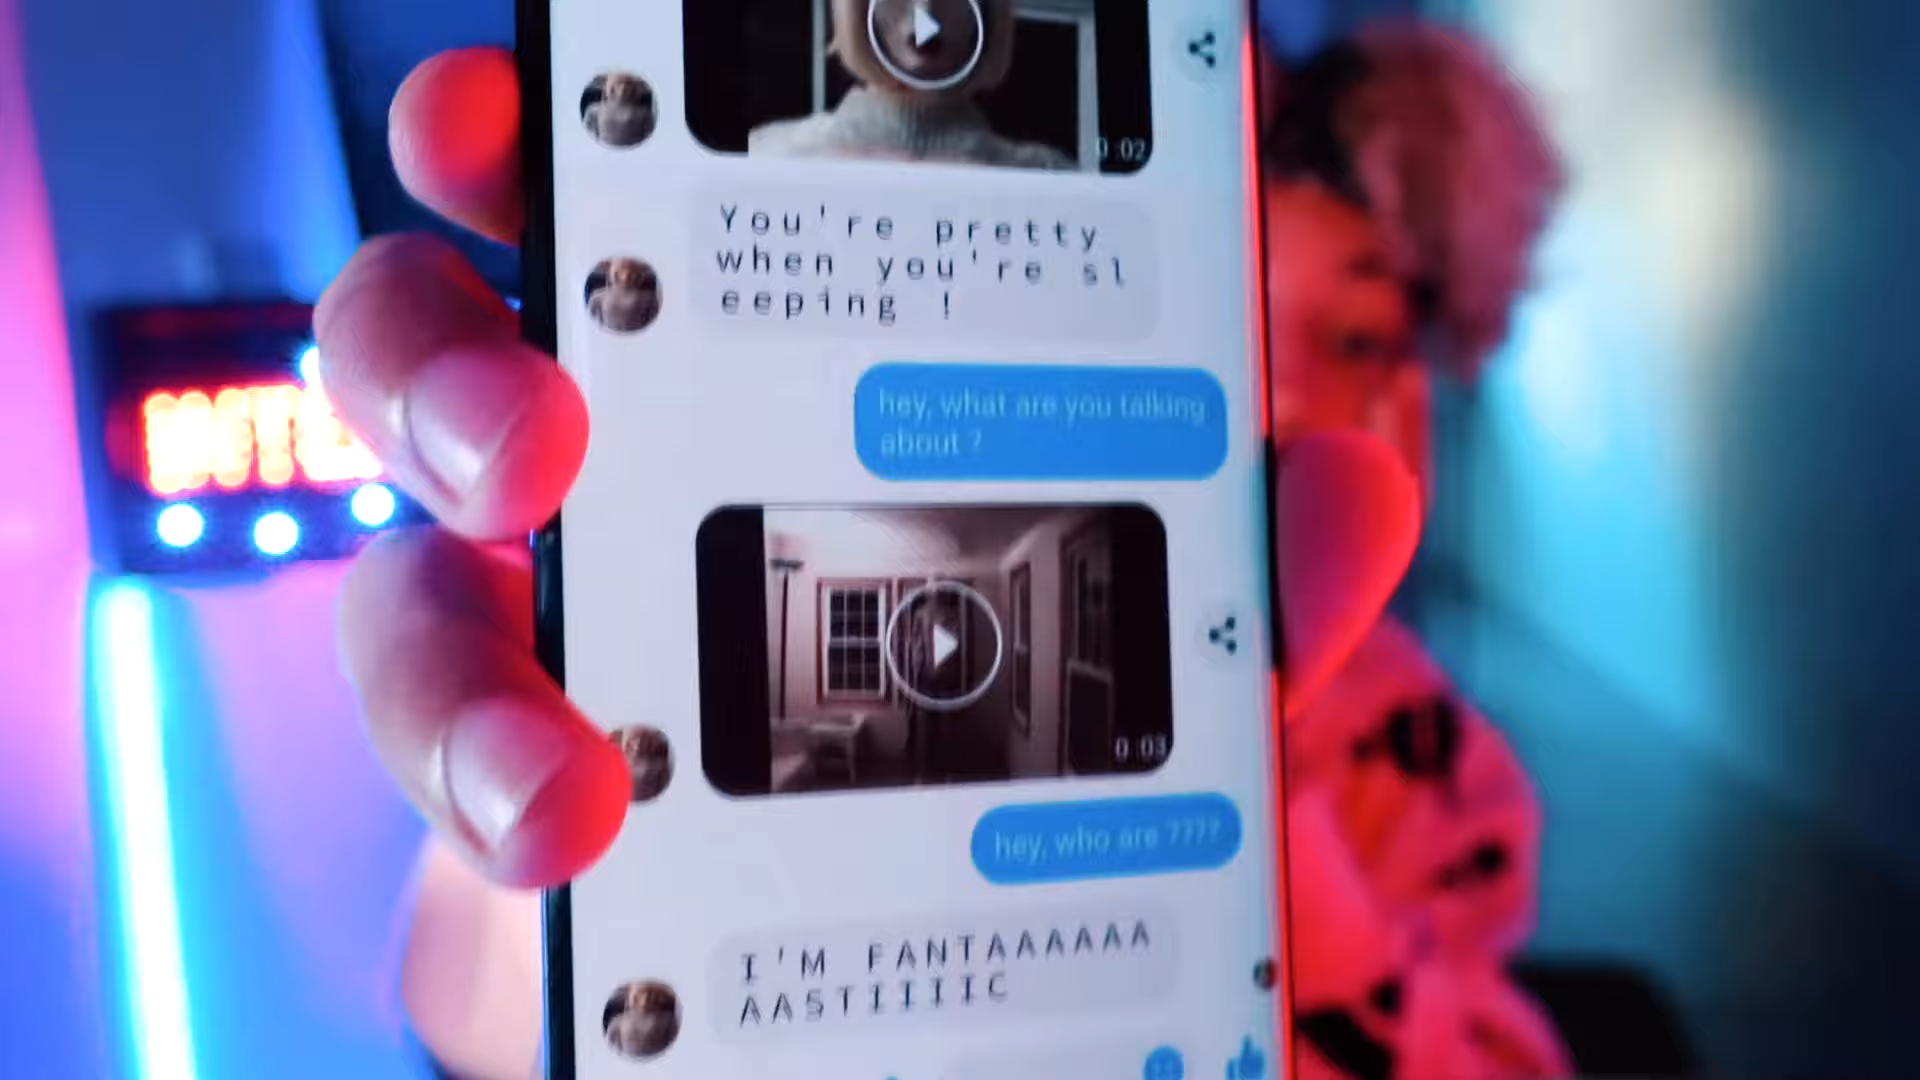 0:02
You're pretty
when you're sl
eeping !
hey, what are you talking
about ?
0:03
hey, who are ????
I'M FANTAAAAAA
AASTIIIIC